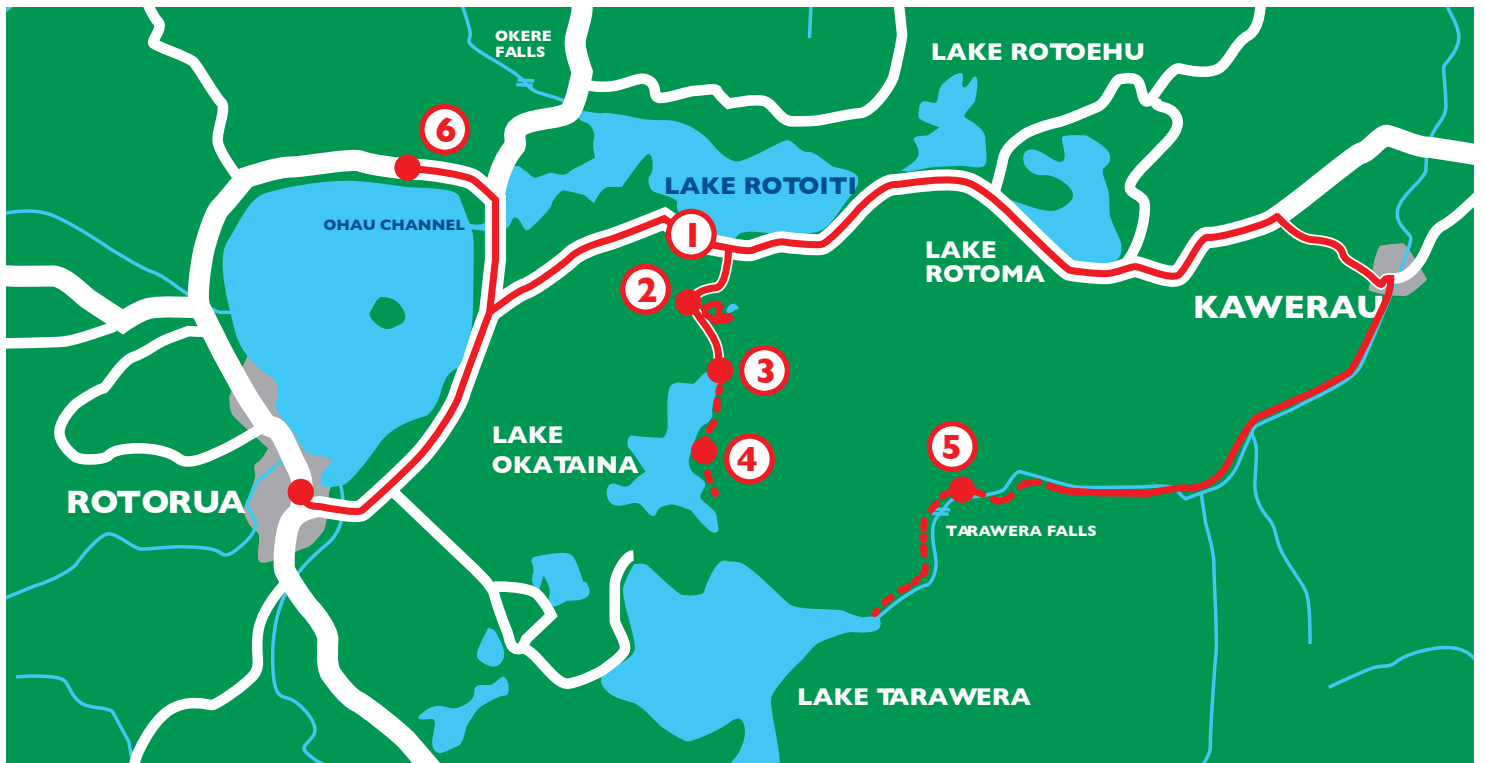 OKERE
FALLS
LAKE ROTOEHU
6
LAKE ROTOITI
OHAU CHANNEL
1
LAKE
ROTOMA
2
KAWERAU
3
LAKE
OKATAINA
4
5
ROTORUA
TARAWERA FALLS
LAKE TARAWERA